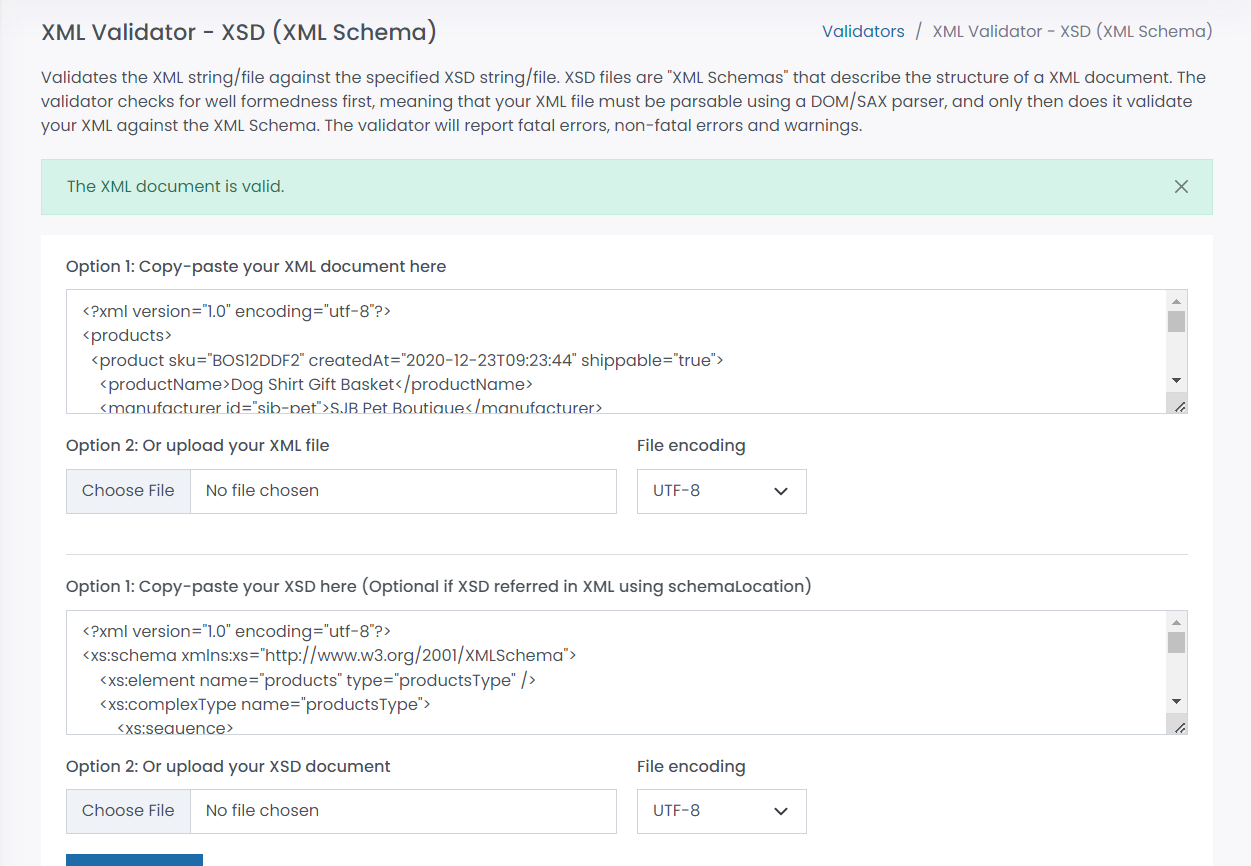 XML Validator - XSD (XML Schema)
Validators / XML Validator - XSD (XML Schema)
Validates the XML string/file against the specified XSD string/file. XSD files are "XML Schemas" that describe the structure of a XML document. The
validator checks for well formedness first, meaning that your XML file must be parsable using a DOM/SAX parser, and only then does it validate
your XML against the XML Schema. The validator will report fatal errors, non-fatal errors and warnings.
The XML document is valid.
Option 1: Copy-paste your XML document here
<?xml version="1.0" encoding="utf-8"?>
<products>
<product sku="BOS12DDF2" createdAt="2020-12-23T09:23:44" shippable="true">
<productName>Dog Shirt Gift Basket</productName>
<manufacturer id="sjb-pet">SJB Pet Boutique</manufacturer>
Option 2: Or upload your XML file
File encoding
Choose File No file chosen
UTF-8
Option 1: Copy-paste your XSD here (Optional if XSD referred in XML using schemaLocation)
<?xml version="1.0" encoding="utf-8"?>
<xs:schema xmlns:xs="http://www.w3.org/2001/XMLSchema">
<xs:element name="products" type="productsType" />
<xs:complexType name="productsType">
<xs:sequence>
Option 2: Or upload your XSD document
File encoding
Choose File No file chosen
UTF-8